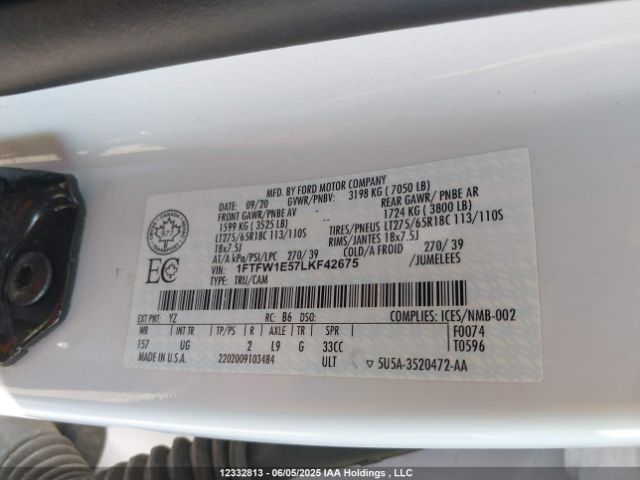 MFD. BY FORD MOTOR COMPANY
DATE: 09/20 GVWR/PNBV: 3198 KG ( 7050 LB)
FRONT GAWR/ PNBE AV REAR GAWR/ PNBE AR
1599 KG ( 3525 LB) 1724 KG ( 3800 LB)
LT275/65R18C 113/110S TIRES/PNEUS LT275/65R18C 113/110S
18x7.5J RIMS/JANTES 18x7.5J
AT/A kPa/PSI/LPC 270/ 39 COLD/A FROID 270/ 39
VIN: 1FTFW1E57LKF42675 /JUMELEES
TYPE: TRU/CAM
EC
CANADA
TRANSPORT
EXT PNT: YZ RC: B6 DSO: COMPLIES: ICES/NMB-002
WB INT TR TP/PS R AXLE TR SPR F0074
157 UG 2 L9 G 33CC T0596
MADE IN U.S.A. 2202009103484 ULT ▽ 5U5A-3520472-AA
12332813 - 06/05/2025 IAA Inc. , LLC